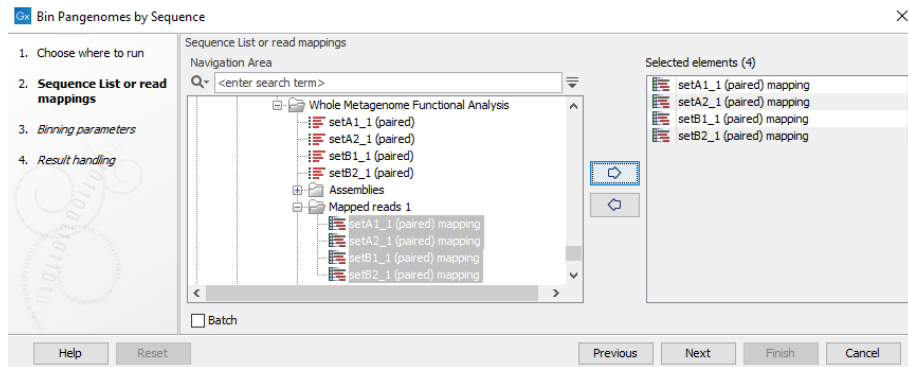 Gx Bin Pangenomes by Sequence
1. Choose where to run
2. Sequence List or read
mappings
3. Binning parameters
4. Result handling
Sequence List or read mappings
Navigation Area
<enter search term>
Whole Metagenome Functional Analysis
setA1_1 (paired)
setA2_1 (paired)
setB1_1 (paired)
setB2_1 (paired)
Assemblies
Mapped reads 1
setA1_1 (paired) mapping
setA2_1 (paired) mapping
setB1_1 (paired) mapping
setB2_1 (paired) mapping
Selected elements (4)
setA1_1 (paired) mapping
setA2_1 (paired) mapping
setB1_1 (paired) mapping
setB2_1 (paired) mapping
Batch
Help Reset Previous Next Finish Cancel